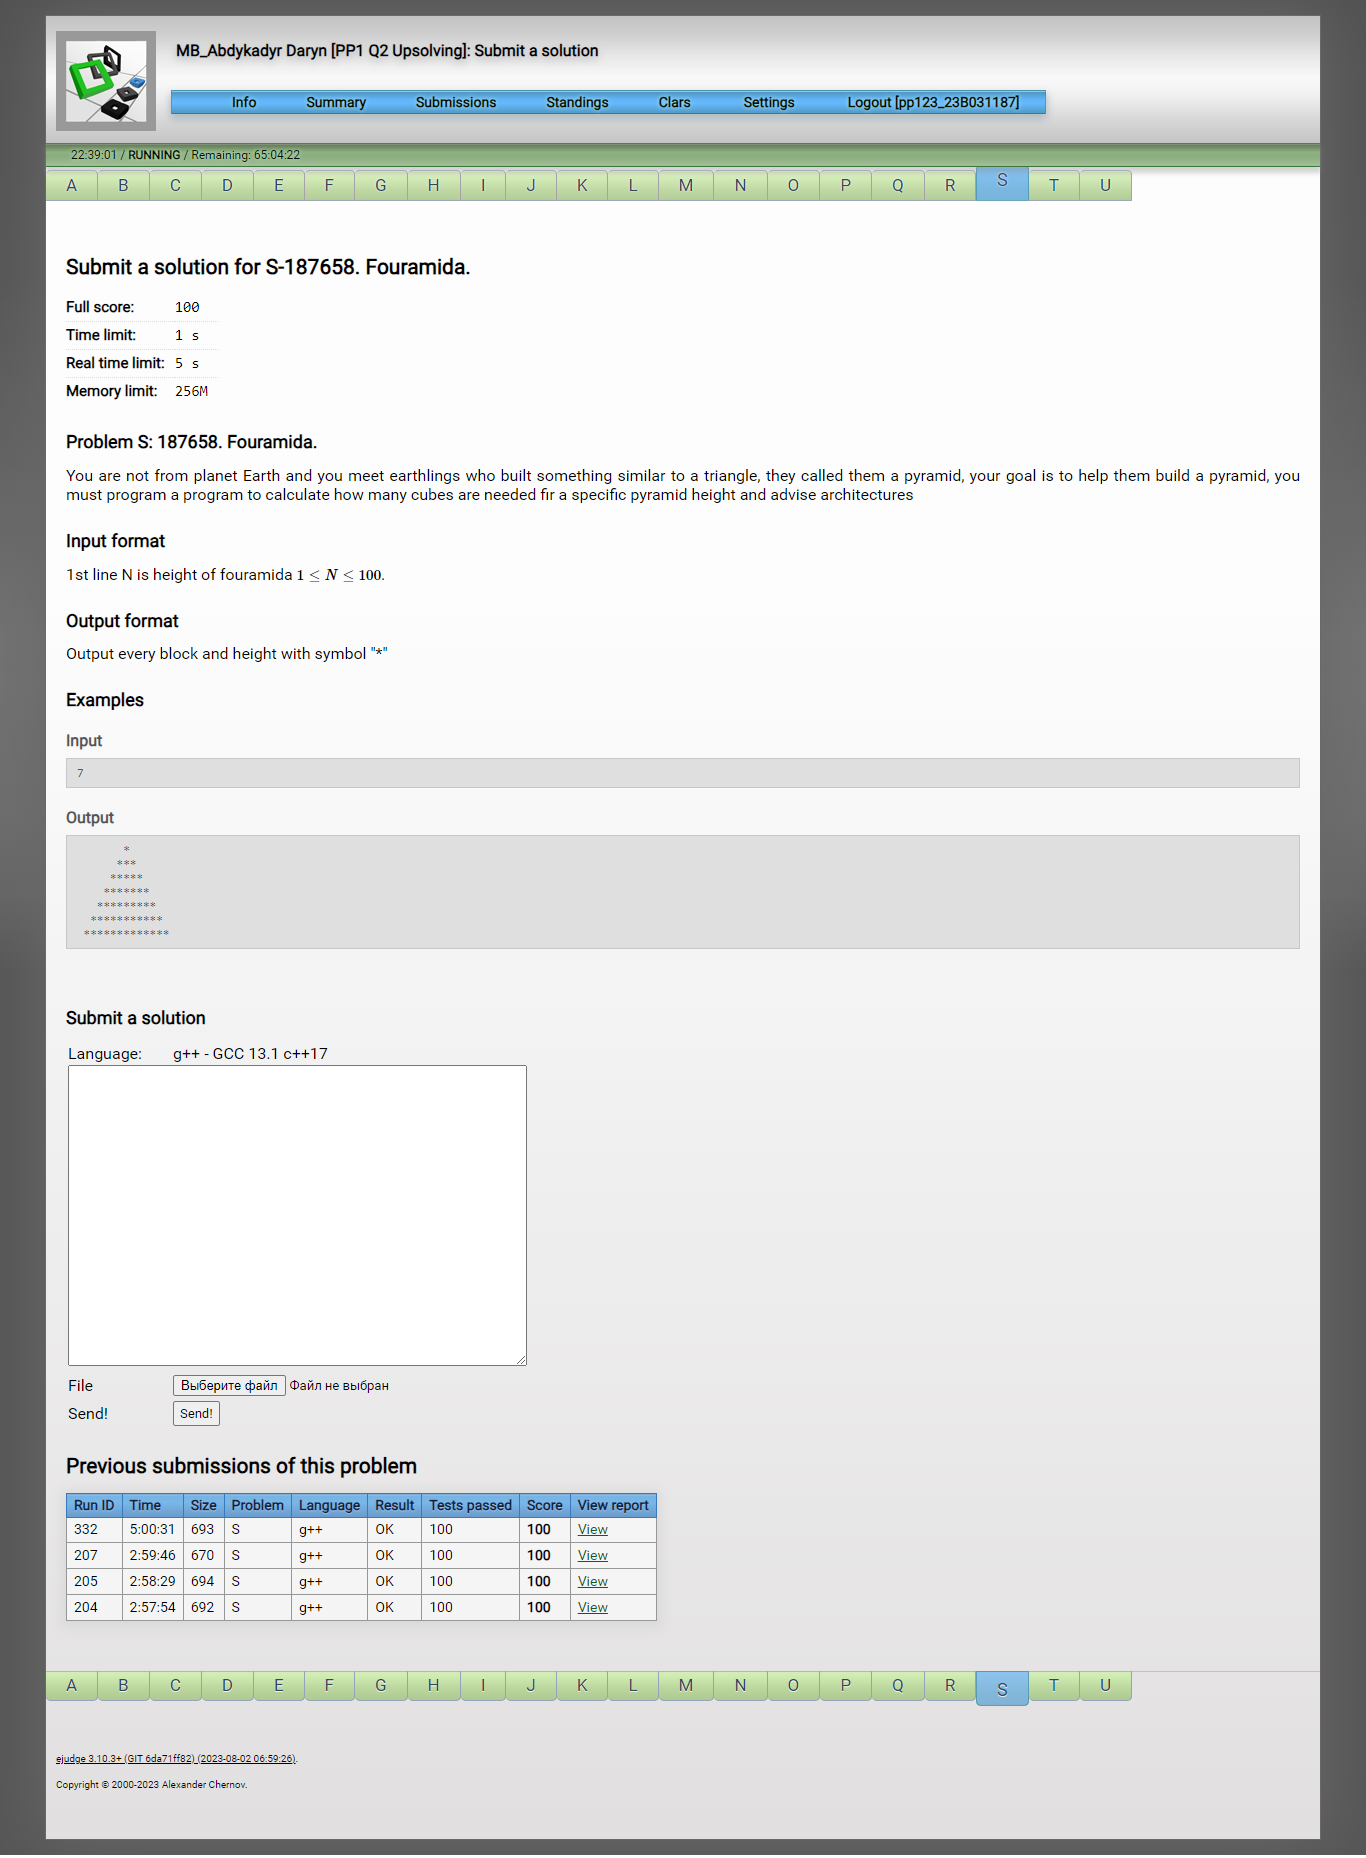 MB_Abdykadyr Daryn [PP1 Q2 Upsolving]: Submit a solution
Info Summary Submissions Standings Clars Settings Logout [pp123_23B031187]
22:39:01 / RUNNING / Remaining: 65:04:22
A B C D E F G H I J K L M N O P Q R S T U
Submit a solution for S-187658. Fouramida.
Full score: 100
Time limit: 1 s
Real time limit: 5 s
Memory limit: 256M
Problem S: 187658. Fouramida.
You are not from planet Earth and you meet earthlings who built something similar to a triangle, they called them a pyramid, your goal is to help them build a pyramid, you
must program a program to calculate how many cubes are needed fir a specific pyramid height and advise architectures
Input format
1st line N is height of fouramida 1 ≤ N ≤ 100.
Output format
Output every block and height with symbol "*"
Examples
Input
7
Output
       *
      ***
     *****
    *******
   *********
  ***********
 *************
Submit a solution
Language: g++ - GCC 13.1 c++17
File Выберите файл Файл не выбран
Send! Send!
Previous submissions of this problem
Run ID Time Size Problem Language Result Tests passed Score View report
332 5:00:31 693 S g++ OK 100 100 View
207 2:59:46 670 S g++ OK 100 100 View
205 2:58:29 694 S g++ OK 100 100 View
204 2:57:54 692 S g++ OK 100 100 View
A B C D E F G H I J K L M N O P Q R S T U
ejudge 3.10.3+ (GIT 6da71ff82) (2023-08-02 06:59:26).
Copyright © 2000-2023 Alexander Chernov.